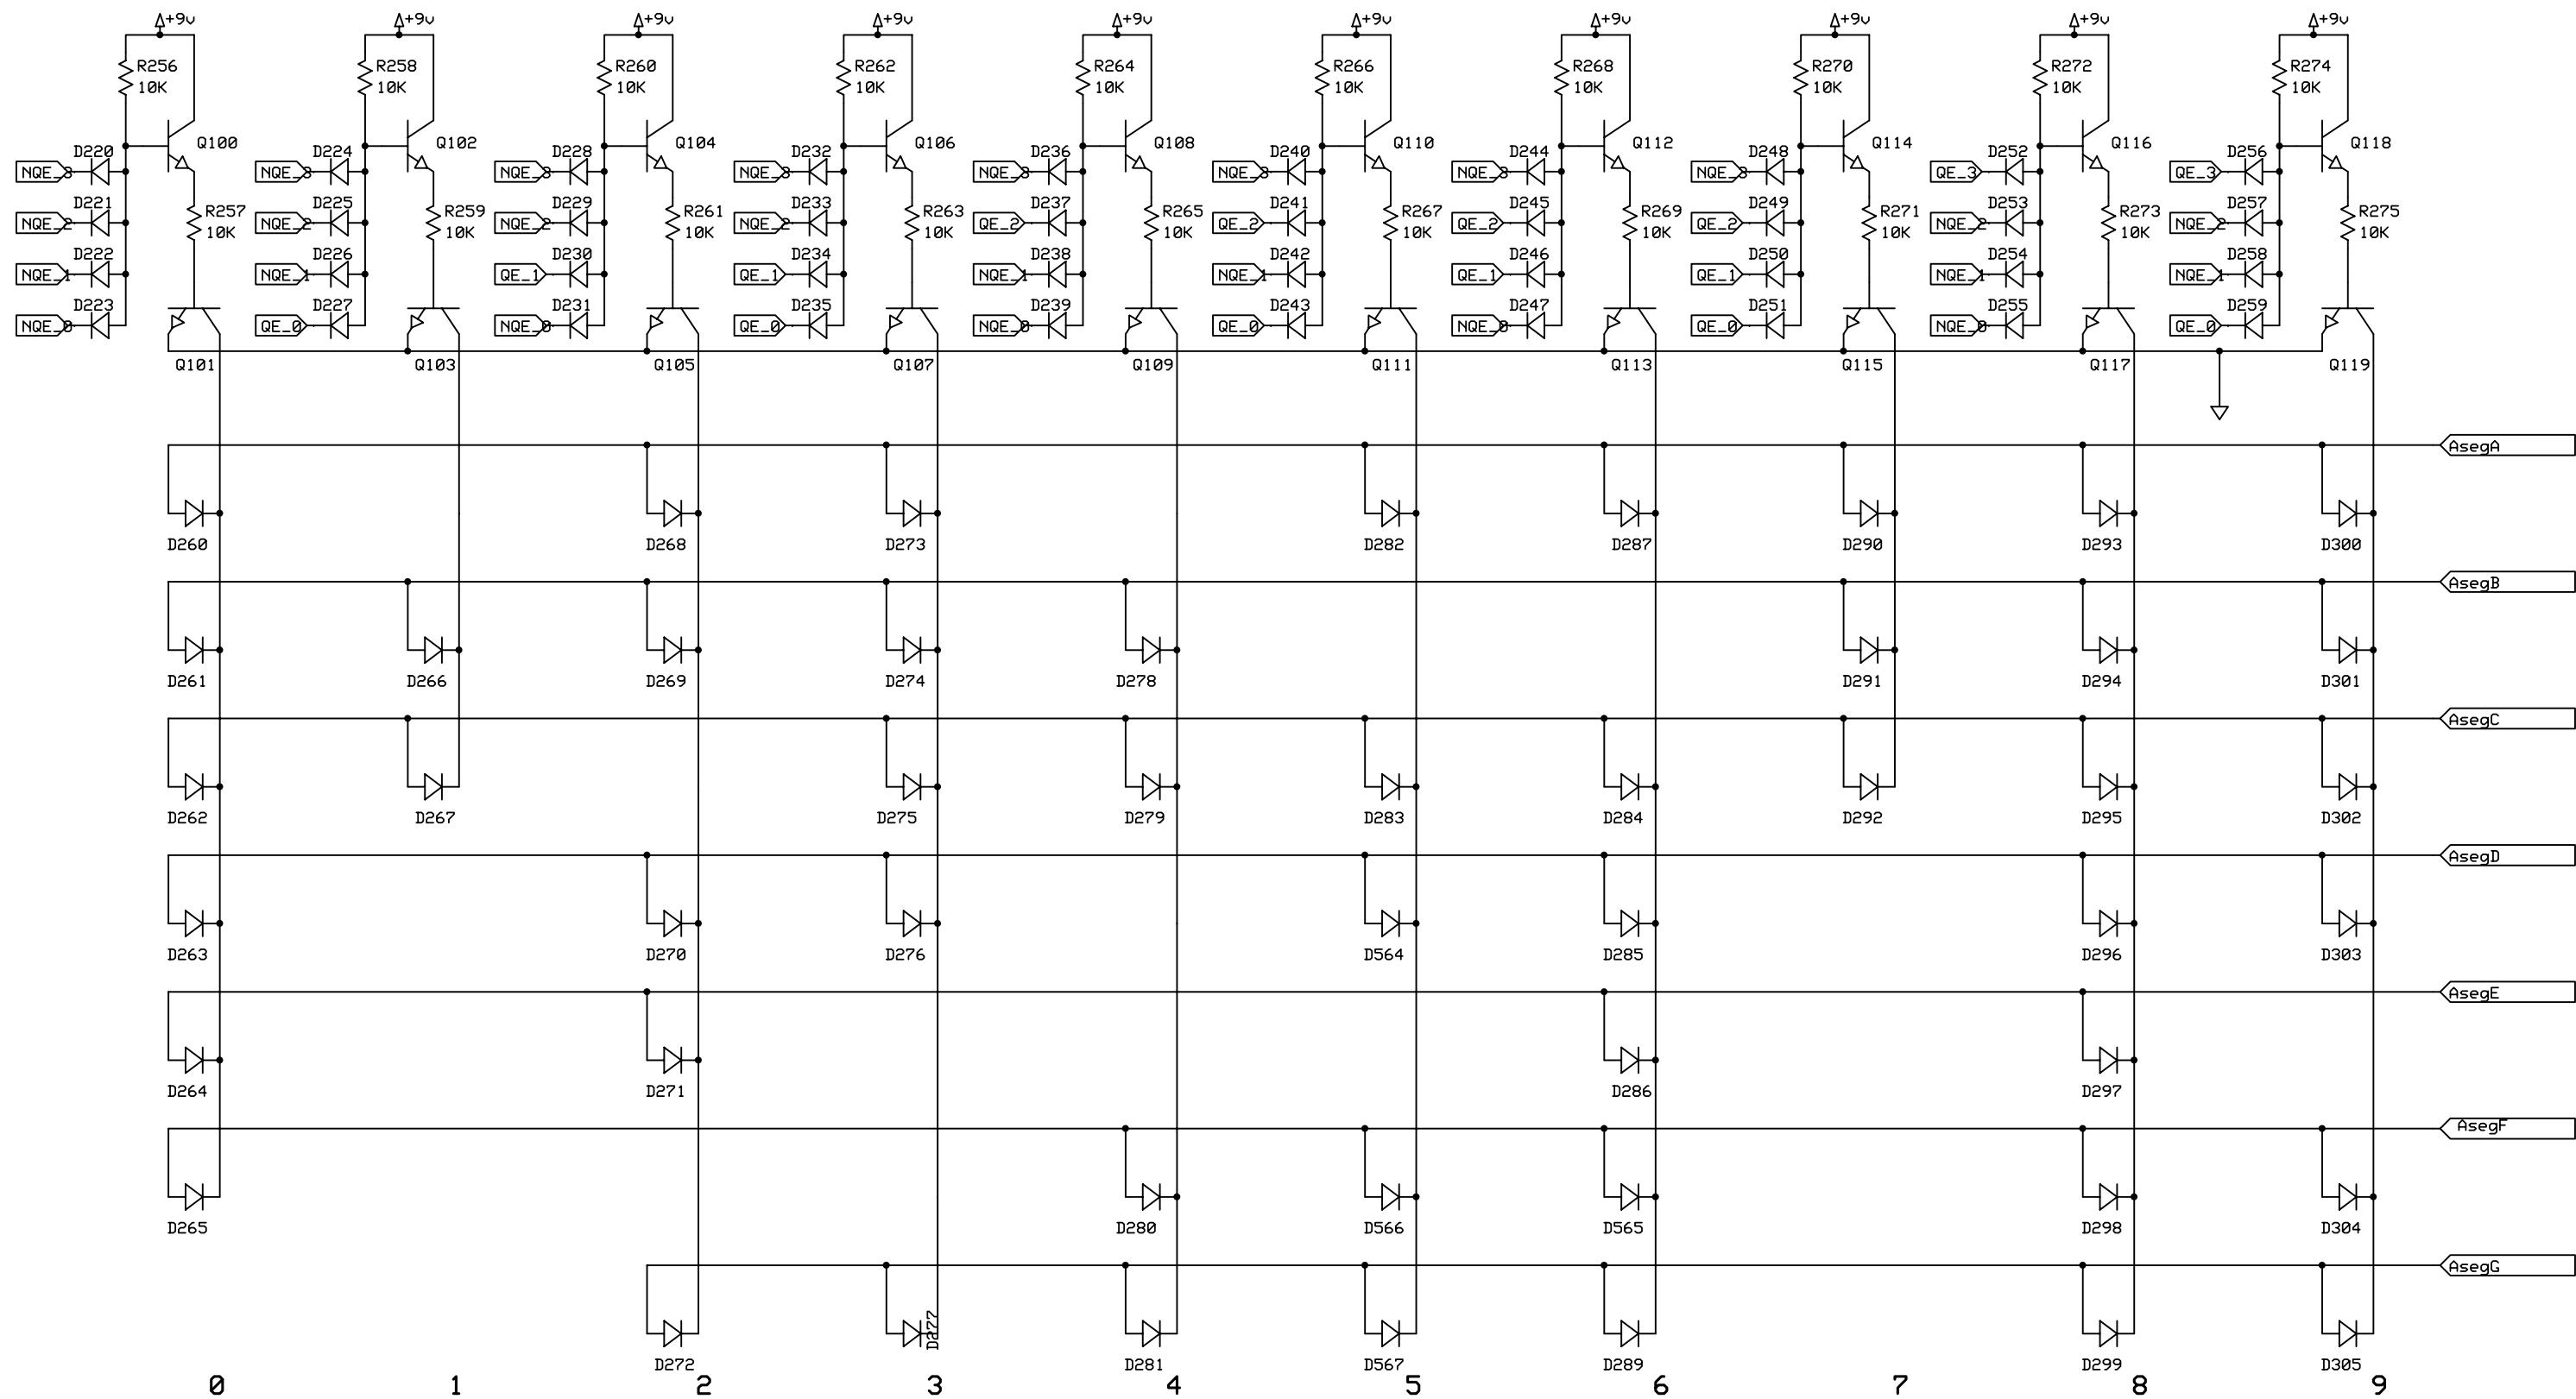 +9v +9v +9v +9v +9v +9v +9v +9v +9v +9v
R256 R258 R260 R262 R264 R266 R268 R270 R272 R274
10K 10K 10K 10K 10K 10K 10K 10K 10K 10K
Q100 Q102 Q104 Q106 Q108 Q110 Q112 Q114 Q116 Q118
D220 D224 D228 D232 D236 D240 D244 D248 D252 D256
NQE_3 NQE_3 NQE_3 NQE_3 NQE_3 NQE_3 NQE_3 NQE_3 QE_3 QE_3
D221 D225 D229 D233 D237 D241 D245 D249 D253 D257
R257 R259 R261 R263 R265 R267 R269 R271 R273 R275
NQE_2 NQE_2 NQE_2 NQE_2 QE_2 QE_2 QE_2 QE_2 NQE_2 NQE_2
10K 10K 10K 10K 10K 10K 10K 10K 10K 10K
D222 D226 D230 D234 D238 D242 D246 D250 D254 D258
NQE_1 NQE_1 QE_1 QE_1 NQE_1 NQE_1 QE_1 QE_1 NQE_1 NQE_1
D223 D227 D231 D235 D239 D243 D247 D251 D255 D259
NQE_0 QE_0 NQE_0 QE_0 NQE_0 QE_0 NQE_0 QE_0 NQE_0 QE_0
Q101 Q103 Q105 Q107 Q109 Q111 Q113 Q115 Q117 Q119
AsegA
D260 D268 D273 D282 D287 D290 D293 D300
AsegB
D261 D266 D269 D274 D278 D291 D294 D301
AsegC
D262 D267 D275 D279 D283 D284 D292 D295 D302
AsegD
D263 D270 D276 D564 D285 D296 D303
AsegE
D264 D271 D286 D297
AsegF
D265 D280 D566 D565 D298 D304
AsegG
D277
D272 D281 D567 D289 D299 D305
0 1 2 3 4 5 6 7 8 9